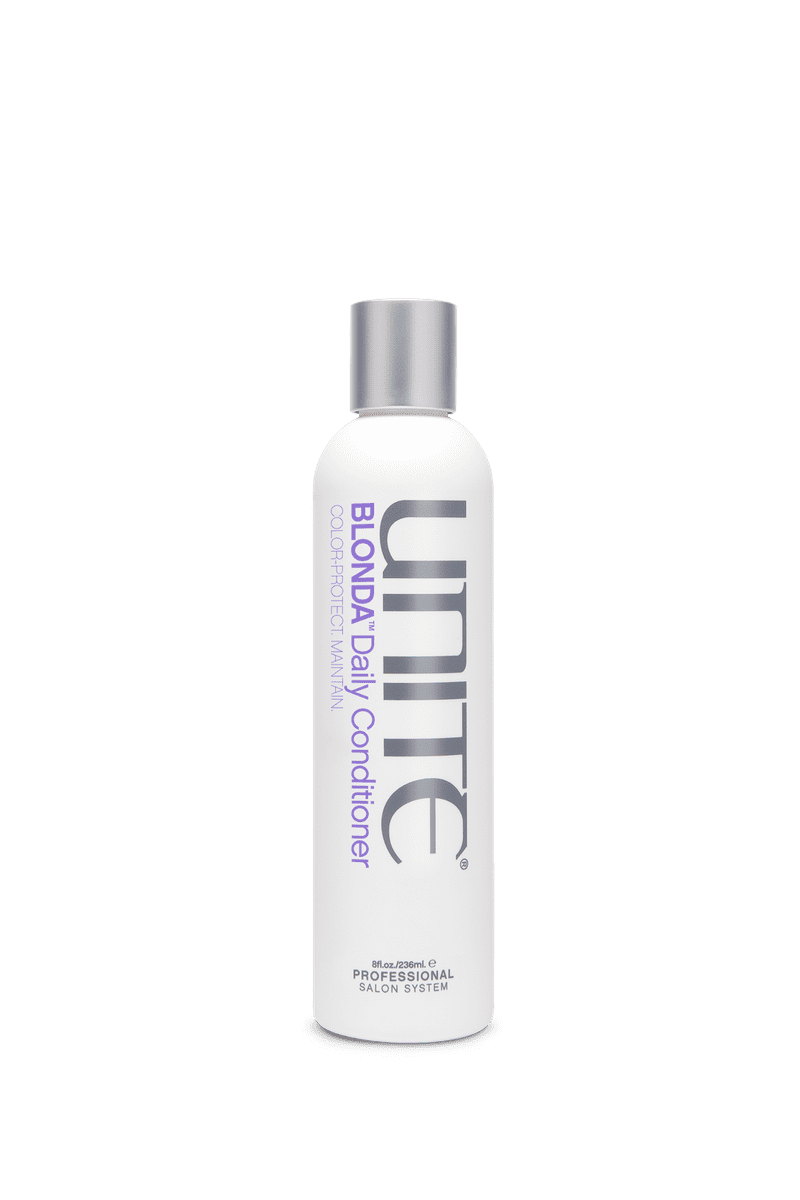 UNITE®
BLONDA™ Daily Conditioner
COLOR-PROTECT. MAINTAIN.
8fl.oz./236ml. ℮
PROFESSIONAL
SALON SYSTEM